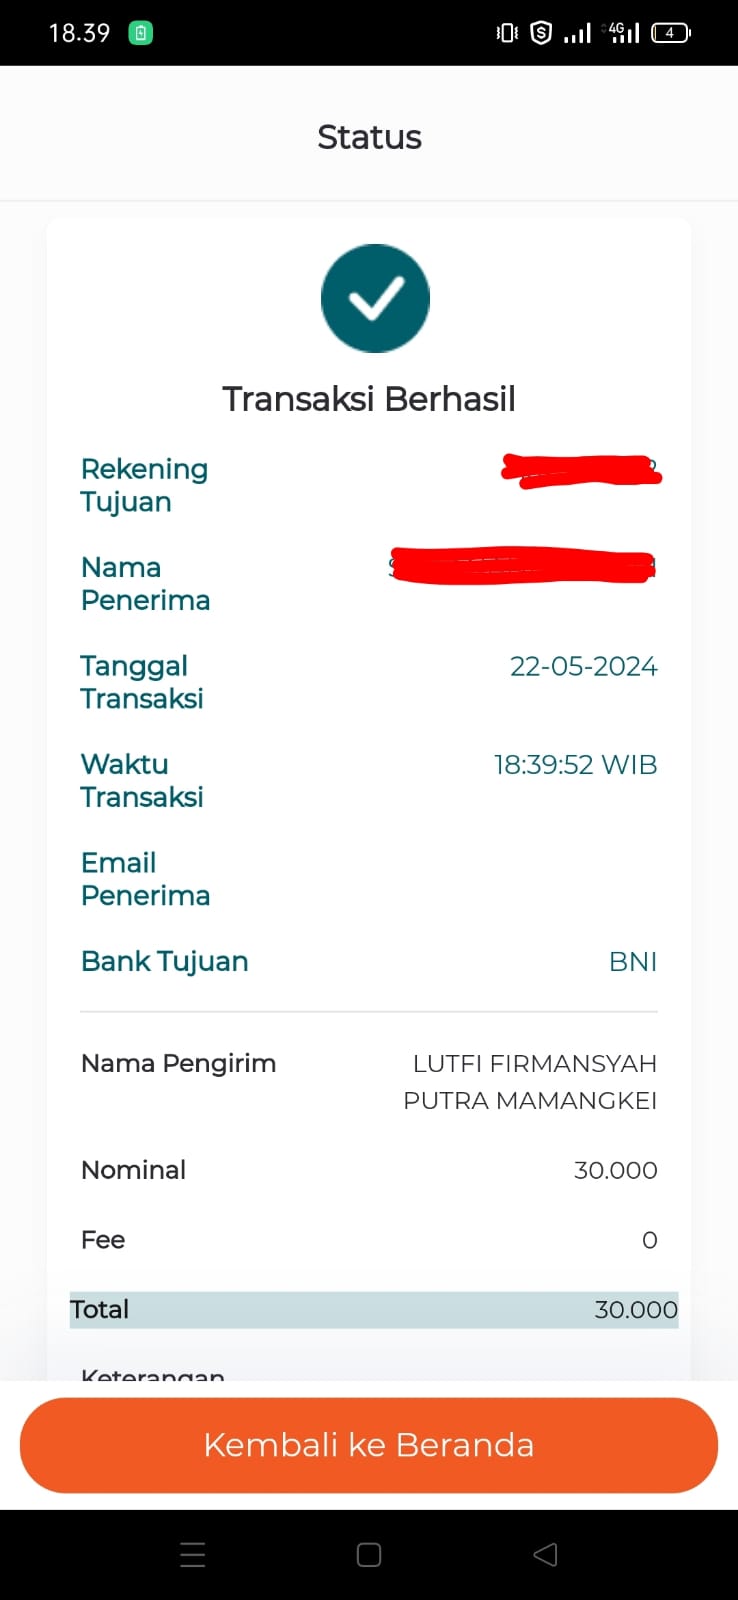 18.39
4G
4
Status
Transaksi Berhasil
Rekening
Tujuan
Nama
Penerima
Tanggal
Transaksi
22-05-2024
Waktu
Transaksi
18:39:52 WIB
Email
Penerima
Bank Tujuan
BNI
Nama Pengirim
LUTFI FIRMANSYAH
PUTRA MAMANGKEI
Nominal
30.000
Fee
0
Total
30.000
Keterangan
Kembali ke Beranda